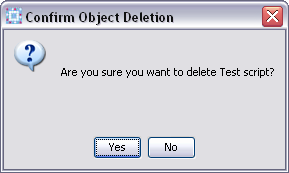 Confirm Object Deletion
Are you sure you want to delete Test script?
Yes
No